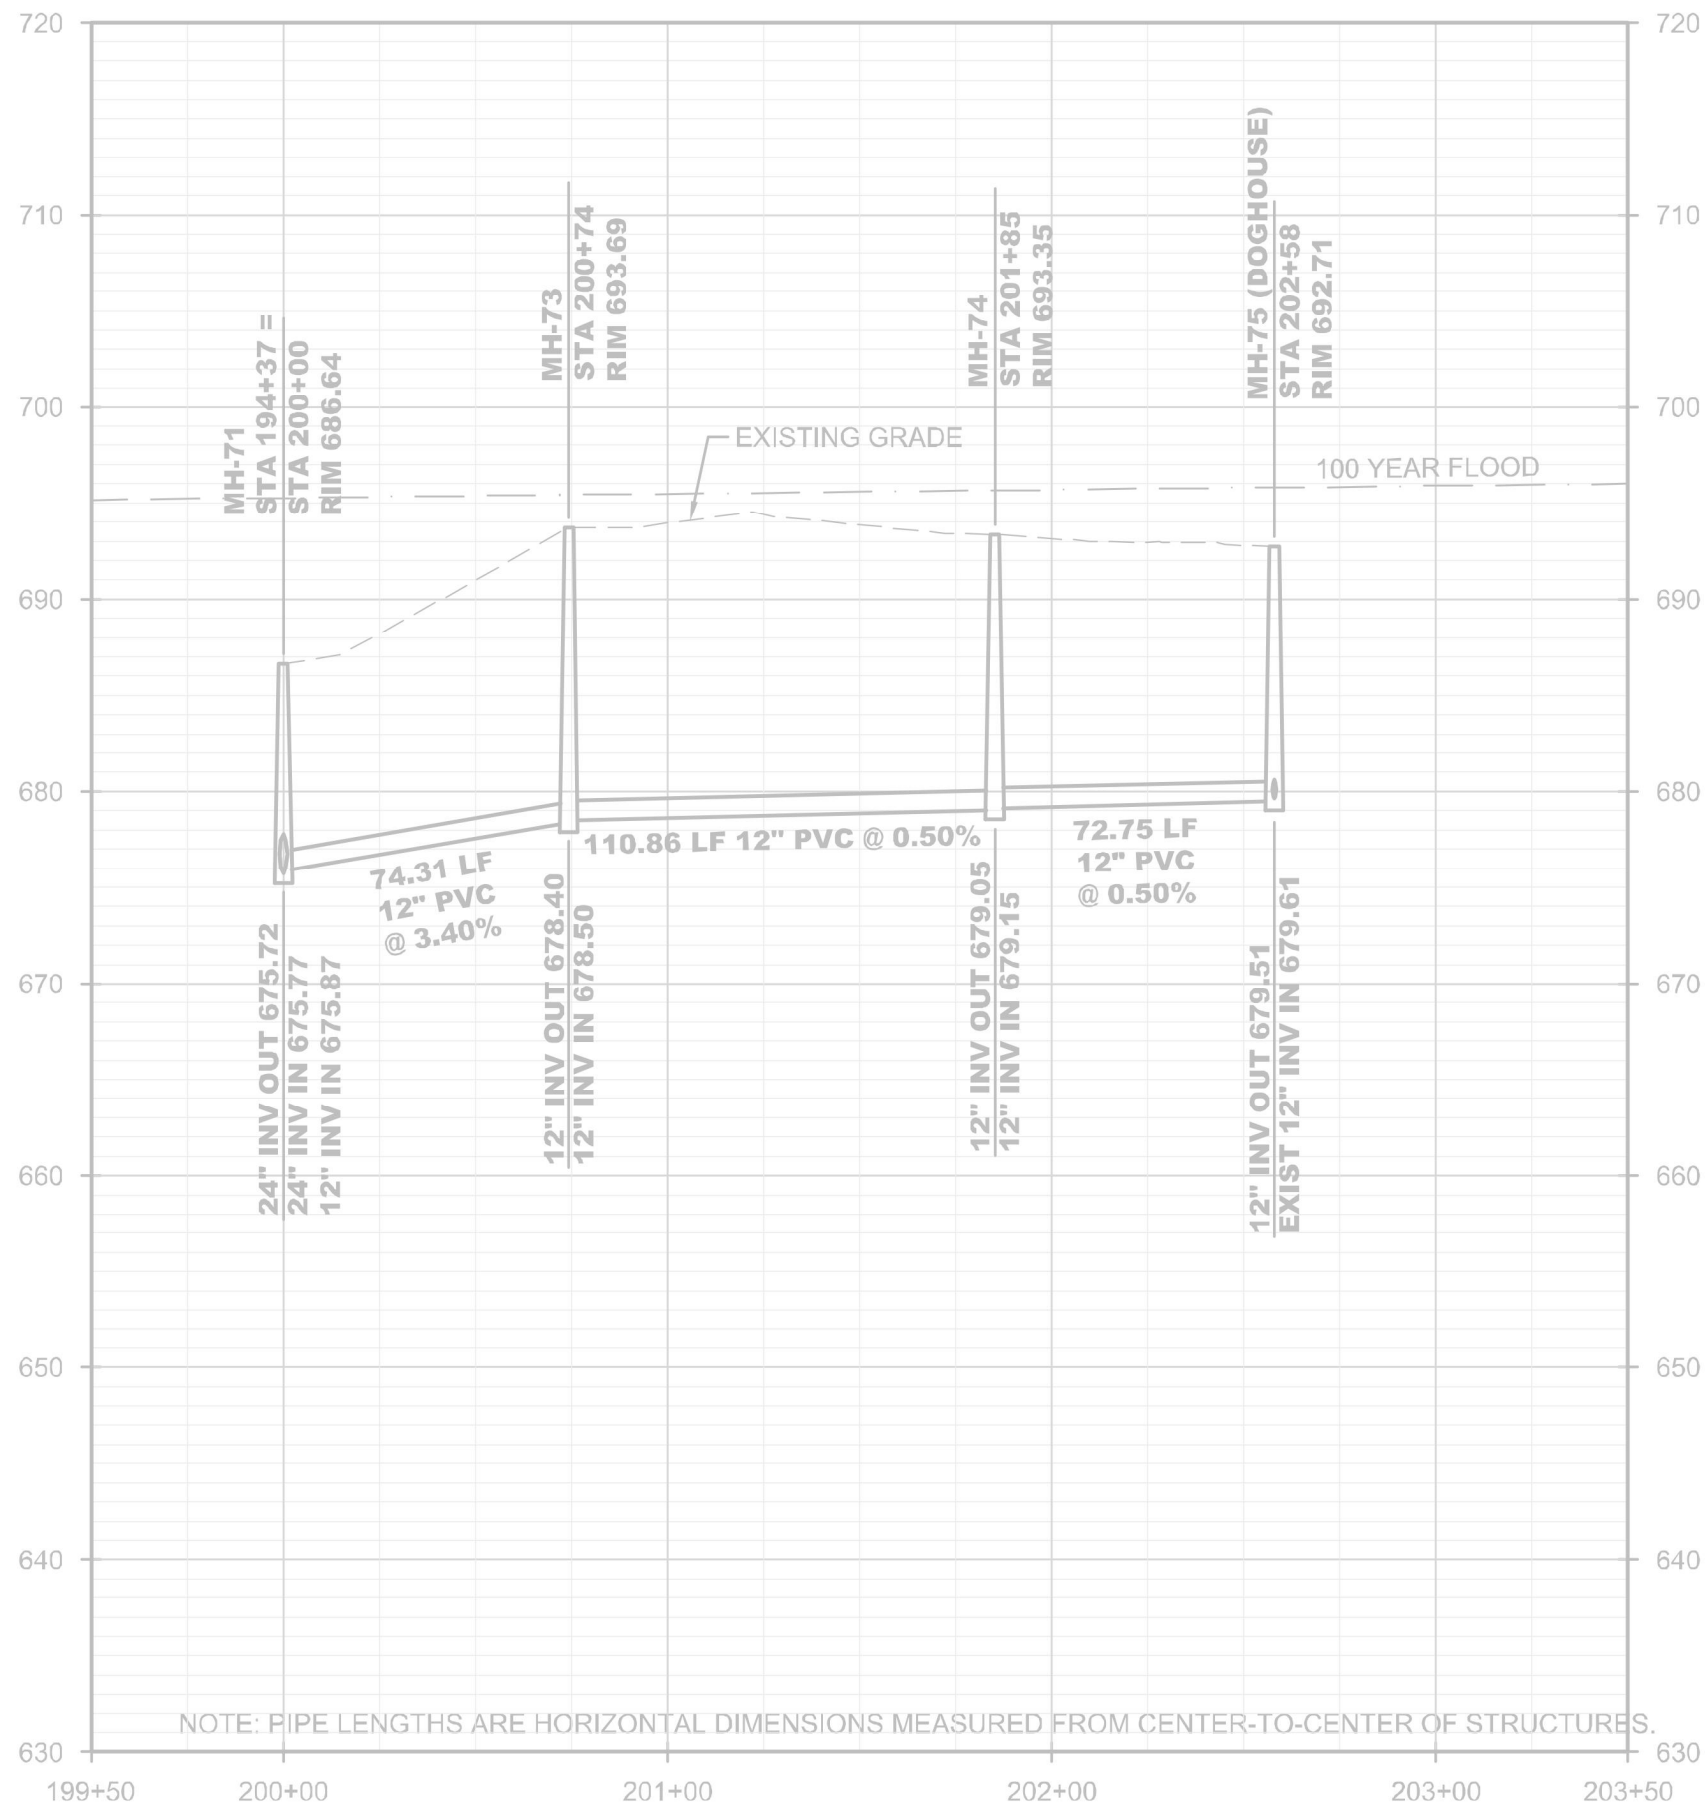 720
720
710
710
700
700
690
690
680
680
670
670
660
660
650
650
640
640
630
630
199+50
200+00
201+00
202+00
203+00
203+50
MH-71
STA 194+37 =
STA 200+00
RIM 686.64
MH-73
STA 200+74
RIM 693.69
MH-74
STA 201+85
RIM 693.35
MH-75 (DOGHOUSE)
STA 202+58
RIM 692.71
EXISTING GRADE
100 YEAR FLOOD
74.31 LF
12" PVC
@ 3.40%
110.86 LF 12" PVC @ 0.50%
72.75 LF
12" PVC
@ 0.50%
24" INV OUT 675.72
24" INV IN 675.77
12" INV IN 675.87
12" INV OUT 678.40
12" INV IN 678.50
12" INV OUT 679.05
12" INV IN 679.15
12" INV OUT 679.51
EXIST 12" INV IN 679.61
NOTE: PIPE LENGTHS ARE HORIZONTAL DIMENSIONS MEASURED FROM CENTER-TO-CENTER OF STRUCTURES.